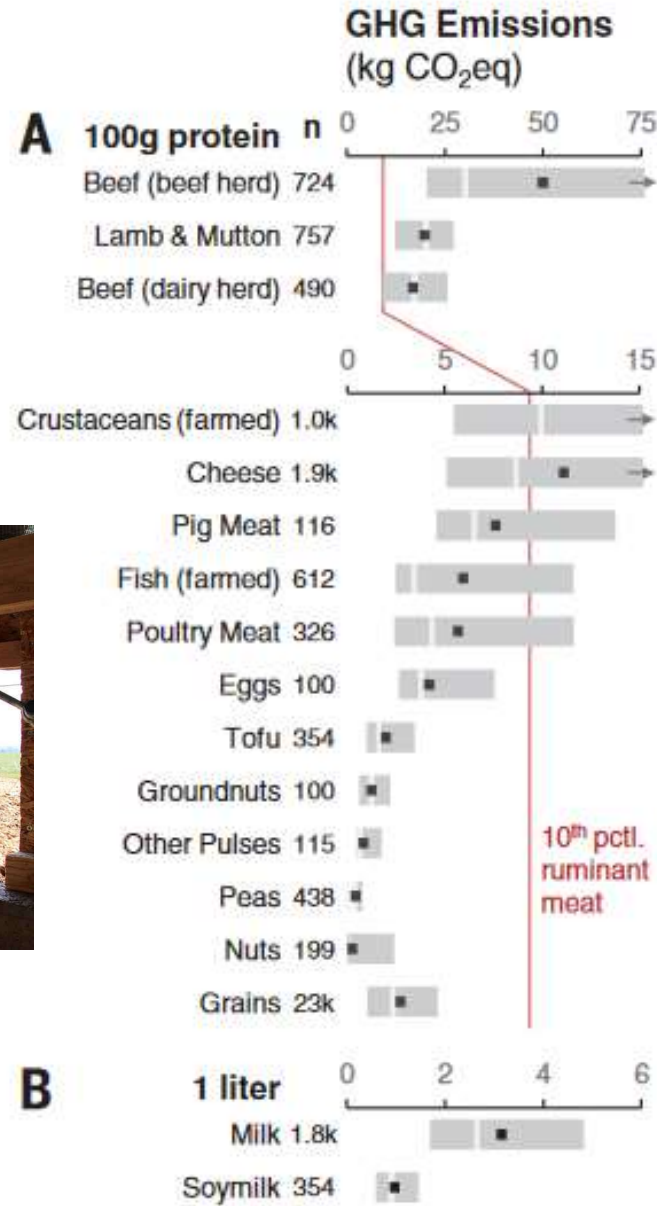 GHG Emissions
(kg CO₂eq)
A 100g protein n 0 25 50 75
Beef (beef herd) 724
Lamb & Mutton 757
Beef (dairy herd) 490
0 5 10 15
Crustaceans (farmed) 1.0k
Cheese 1.9k
Pig Meat 116
Fish (farmed) 612
Poultry Meat 326
Eggs 100
Tofu 354
Groundnuts 100
Other Pulses 115
Peas 438
Nuts 199
Grains 23k
10th pctl.
ruminant
meat
B 1 liter 0 2 4 6
Milk 1.8k
Soymilk 354